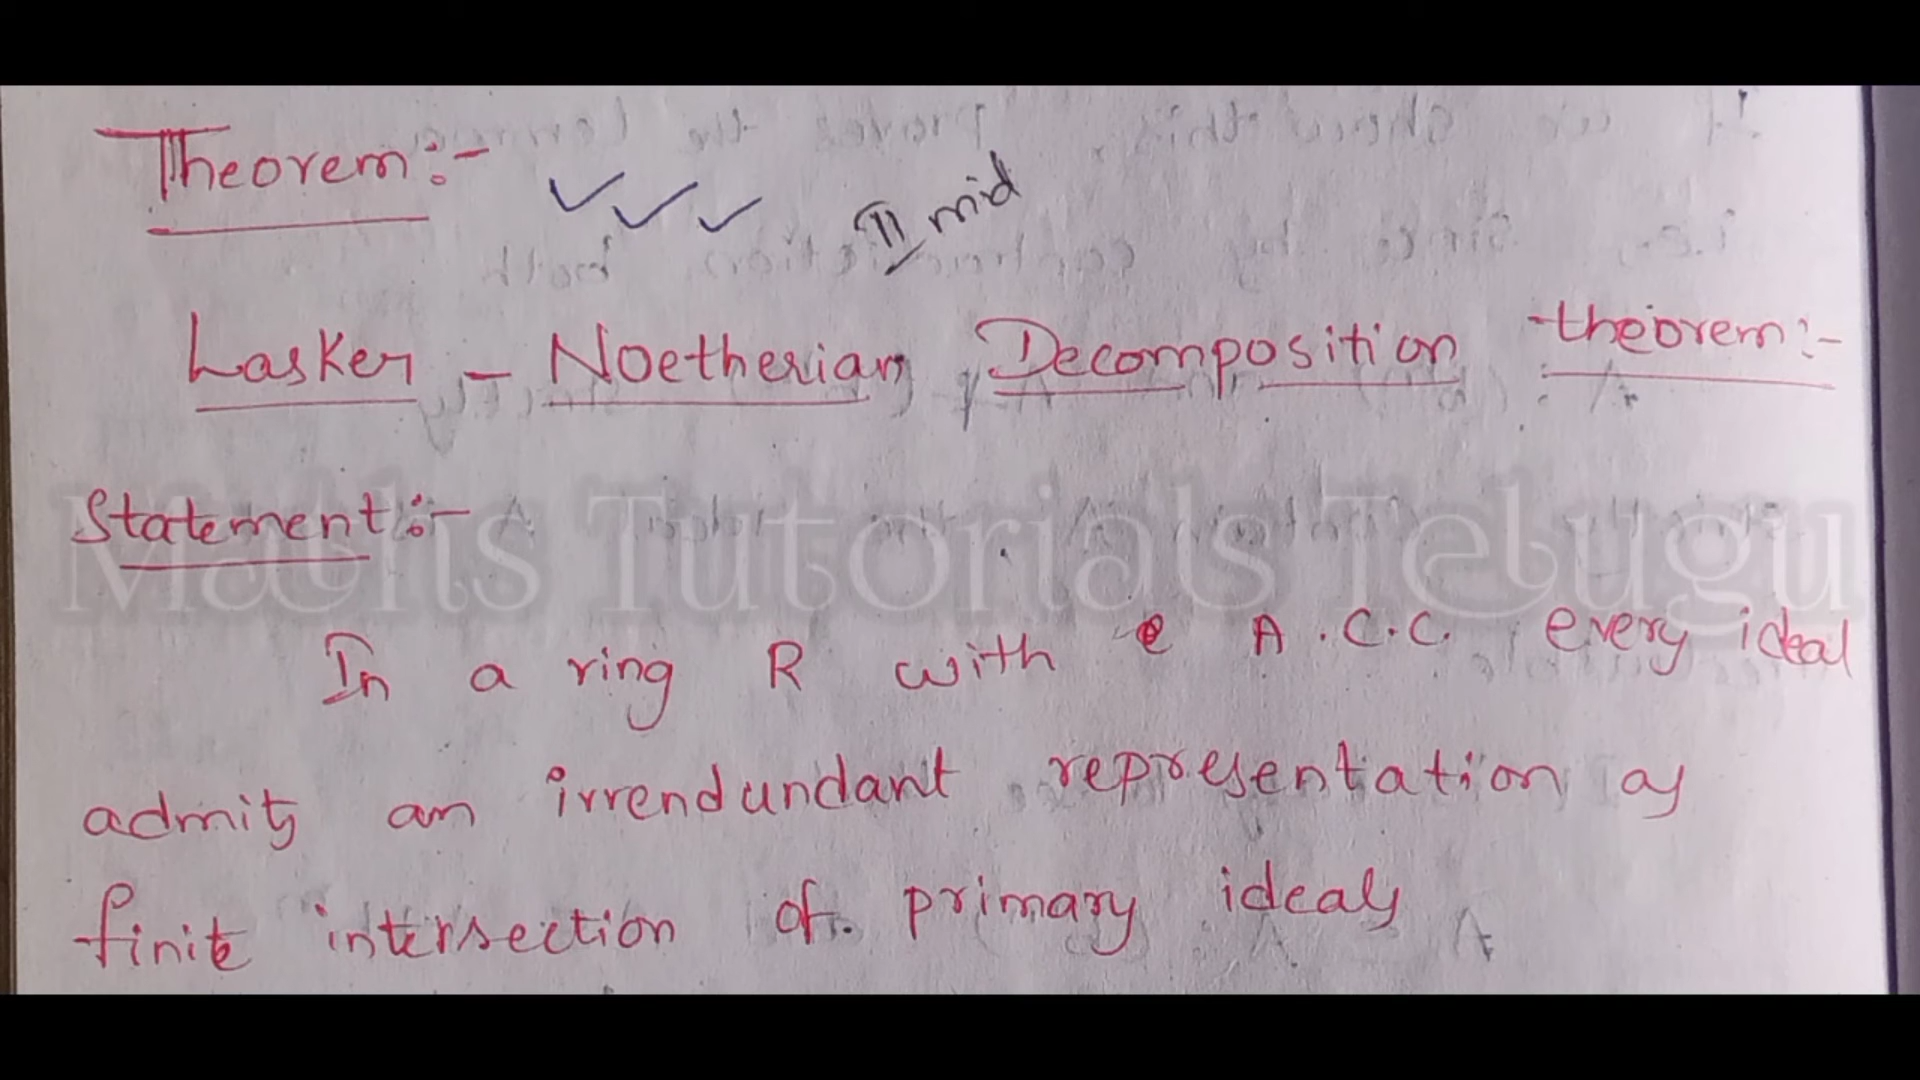 Theorem:-
II mid
Lasker - Noetherian Decomposition theorem:-
Statement:-
Maths Tutorials Telugu
In a ring R with e A.C.C. every ideal
admits an irrendundant representation as
finite intersection of primary ideals